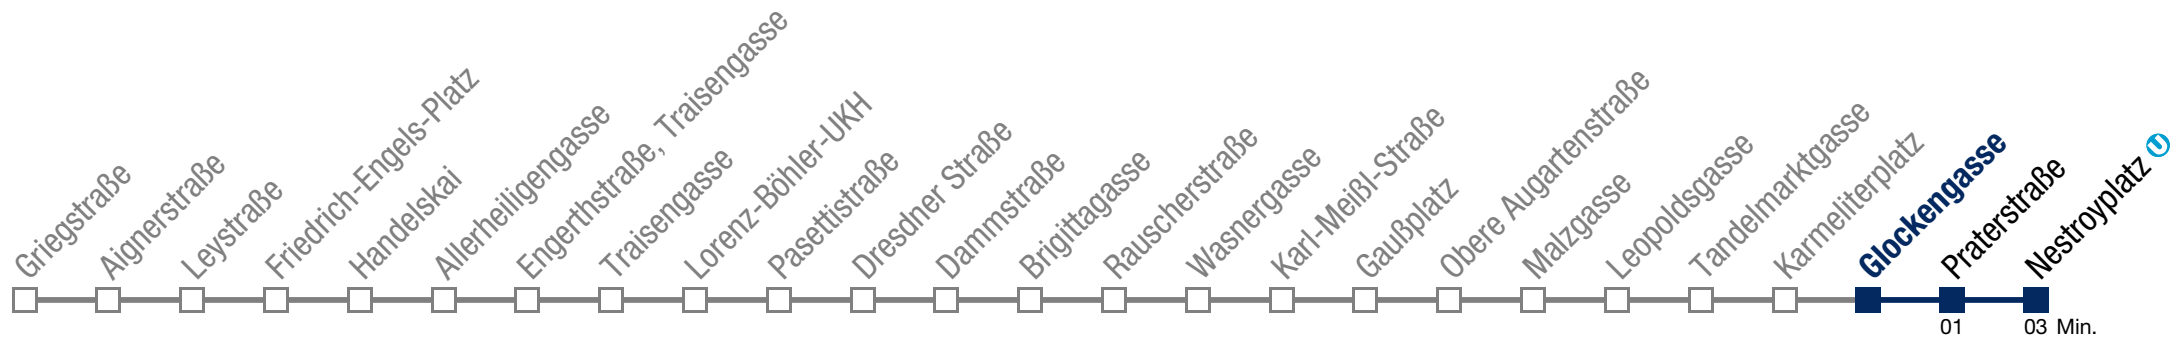 Griegstraße
Aignerstraße
Leystraße
Friedrich-Engels-Platz
Handelskai
Allerheiligengasse
Engerthstraße, Traisengasse
Traisengasse
Lorenz-Böhler-UKH
Pasettistraße
Dresdner Straße
Dammstraße
Brigittagasse
Rauscherstraße
Wasnergasse
Karl-Meißl-Straße
Gaußplatz
Obere Augartenstraße
Malzgasse
Leopoldsgasse
Tandelmarktgasse
Karmeliterplatz
Glockengasse
Praterstraße
Nestroyplatz U
01 03 Min.